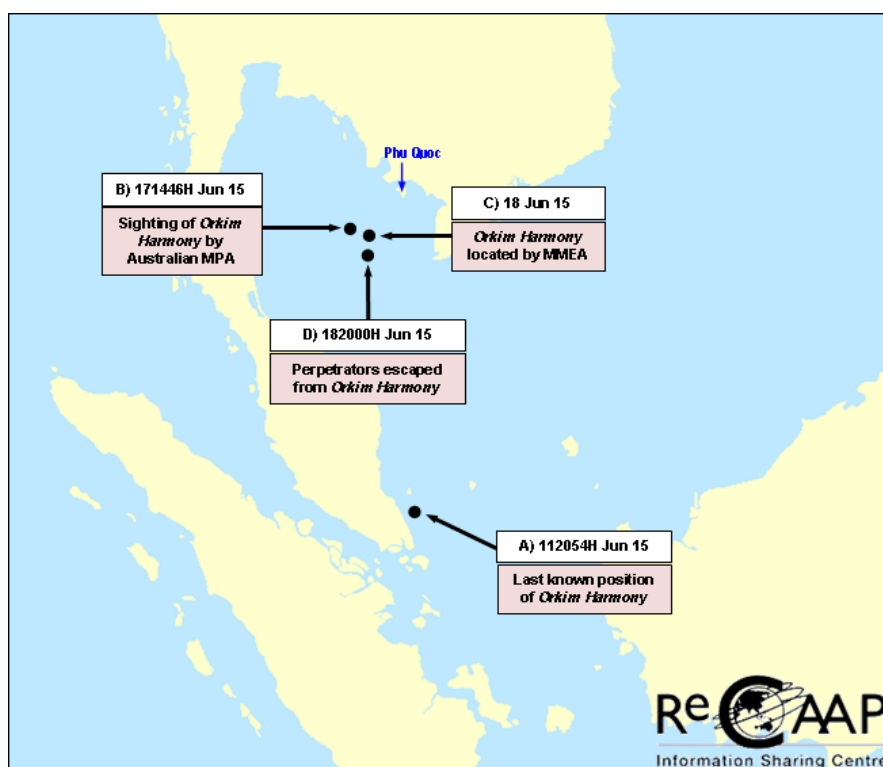 Phu Quoc
B) 171446H Jun 15
Sighting of Orkim
Harmony by
Australian MPA
C) 18 Jun 15
Orkim Harmony
located by MMEA
D) 182000H Jun 15
Perpetrators escaped
from Orkim Harmony
A) 112054H Jun 15
Last known position
of Orkim Harmony
ReCAAP
Information Sharing Centre